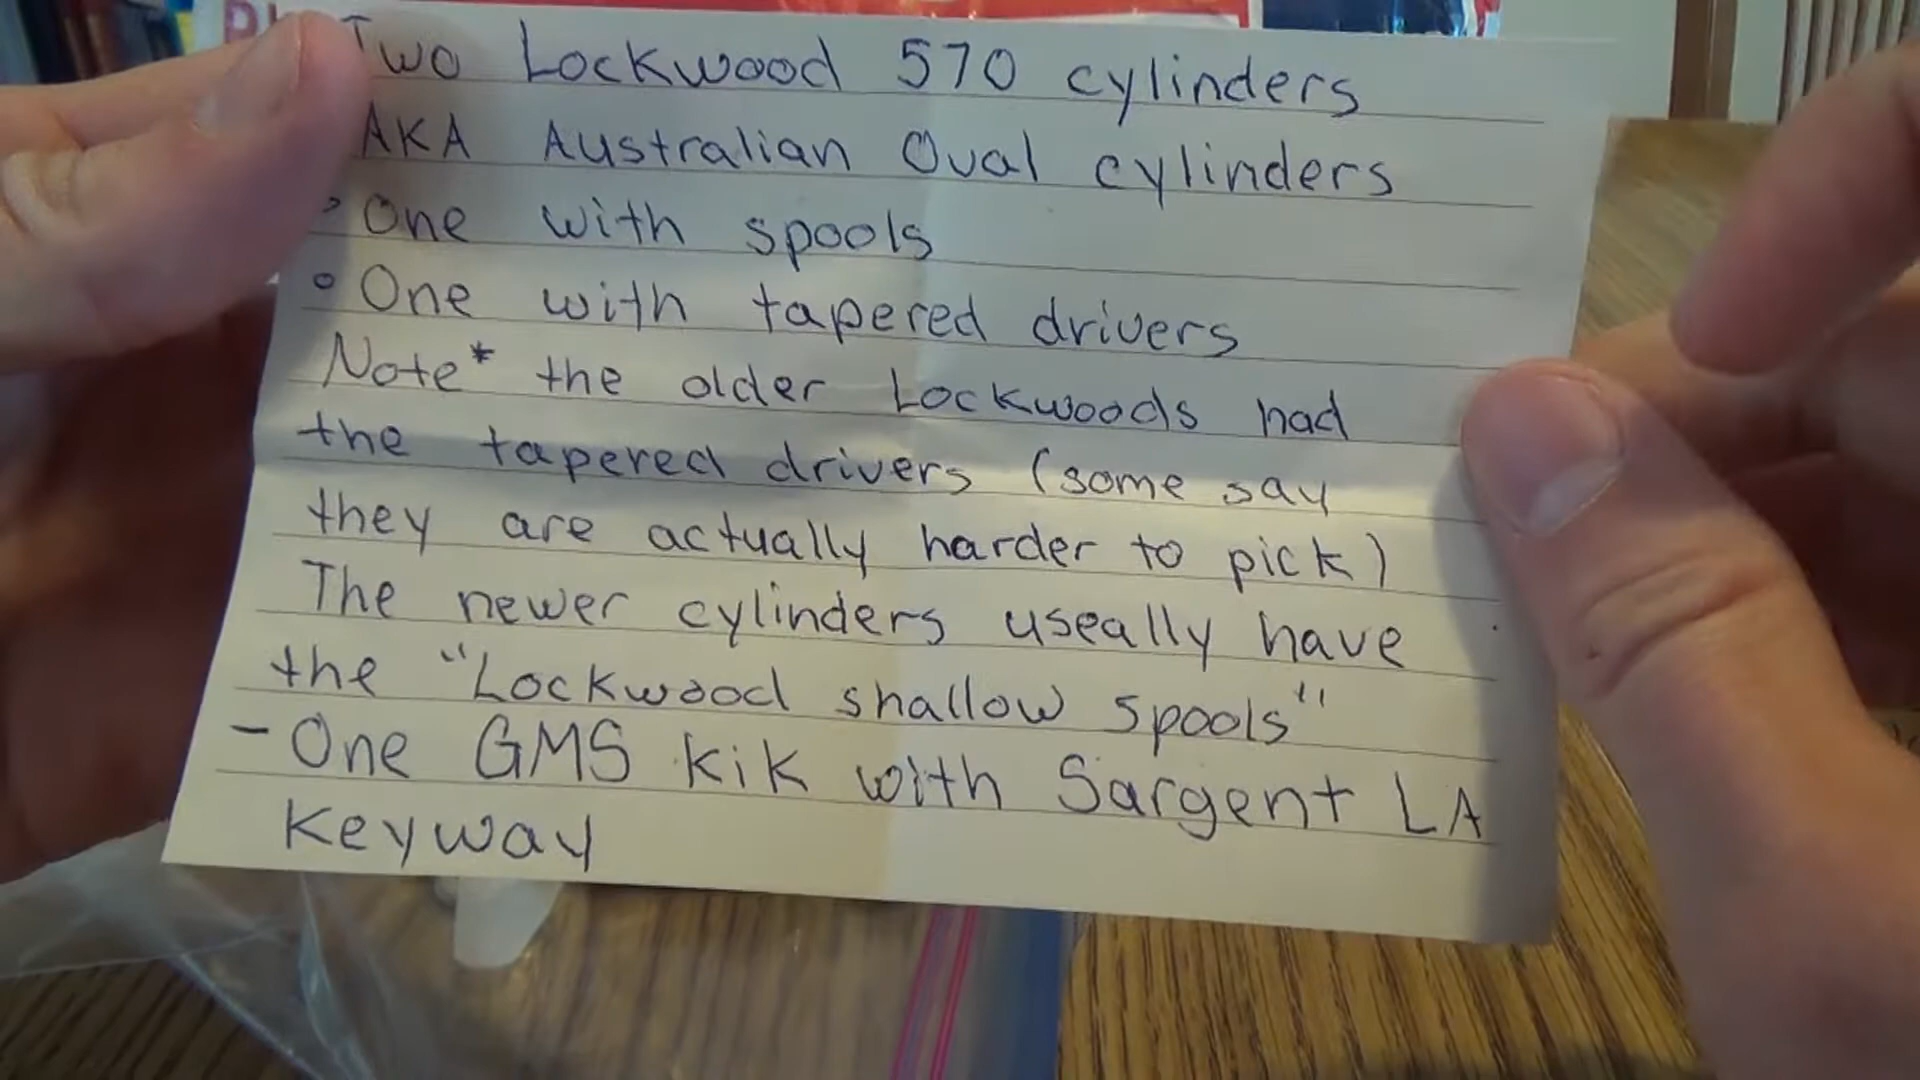 Two Lockwood 570 cylinders
AKA Australian Oval cylinders
° One with spools
° One with tapered drivers
Note* the older Lockwoods had
the tapered drivers (some say
they are actually harder to pick)
The newer cylinders useally have
the "Lockwood shallow spools"
- One GMS KiK with Sargent LA
Keyway